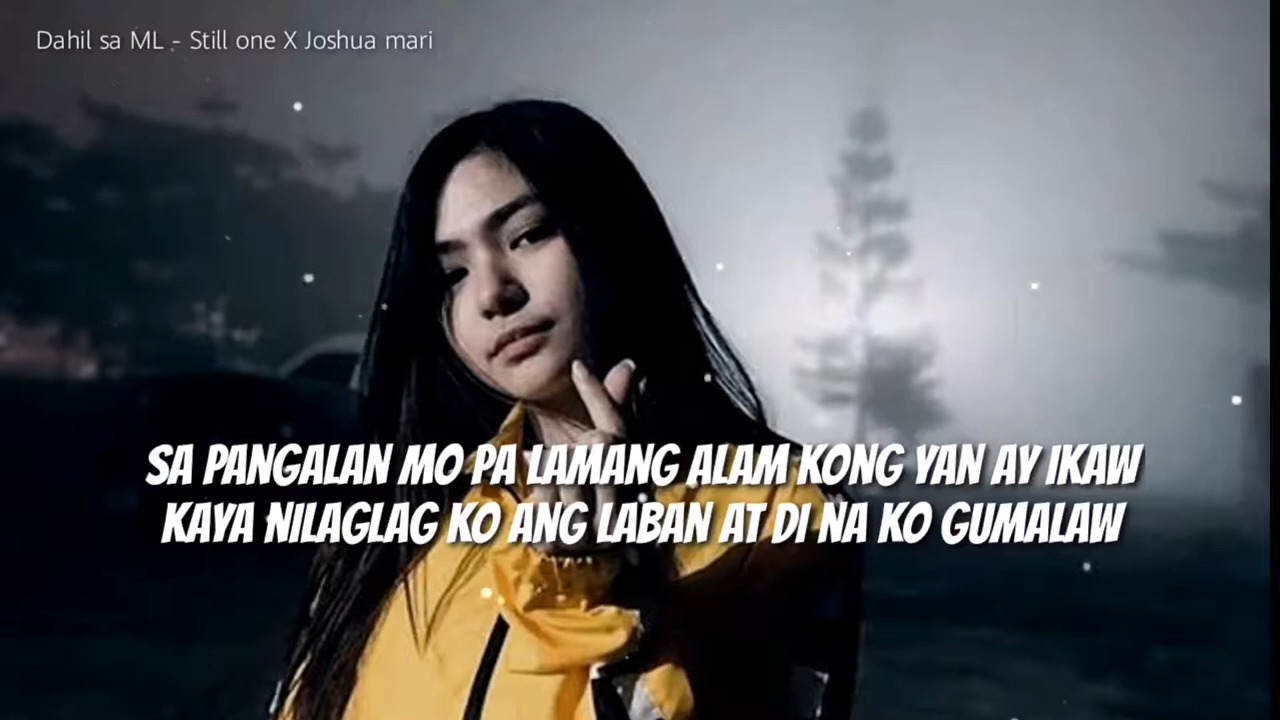 Dahil sa ML - Still one X Joshua mari
SA PANGALAN MO PA LAMANG ALAM KONG YAN AY IKAW
KAYA NILAGLAG KO ANG LABAN AT DI NA KO GUMALAW